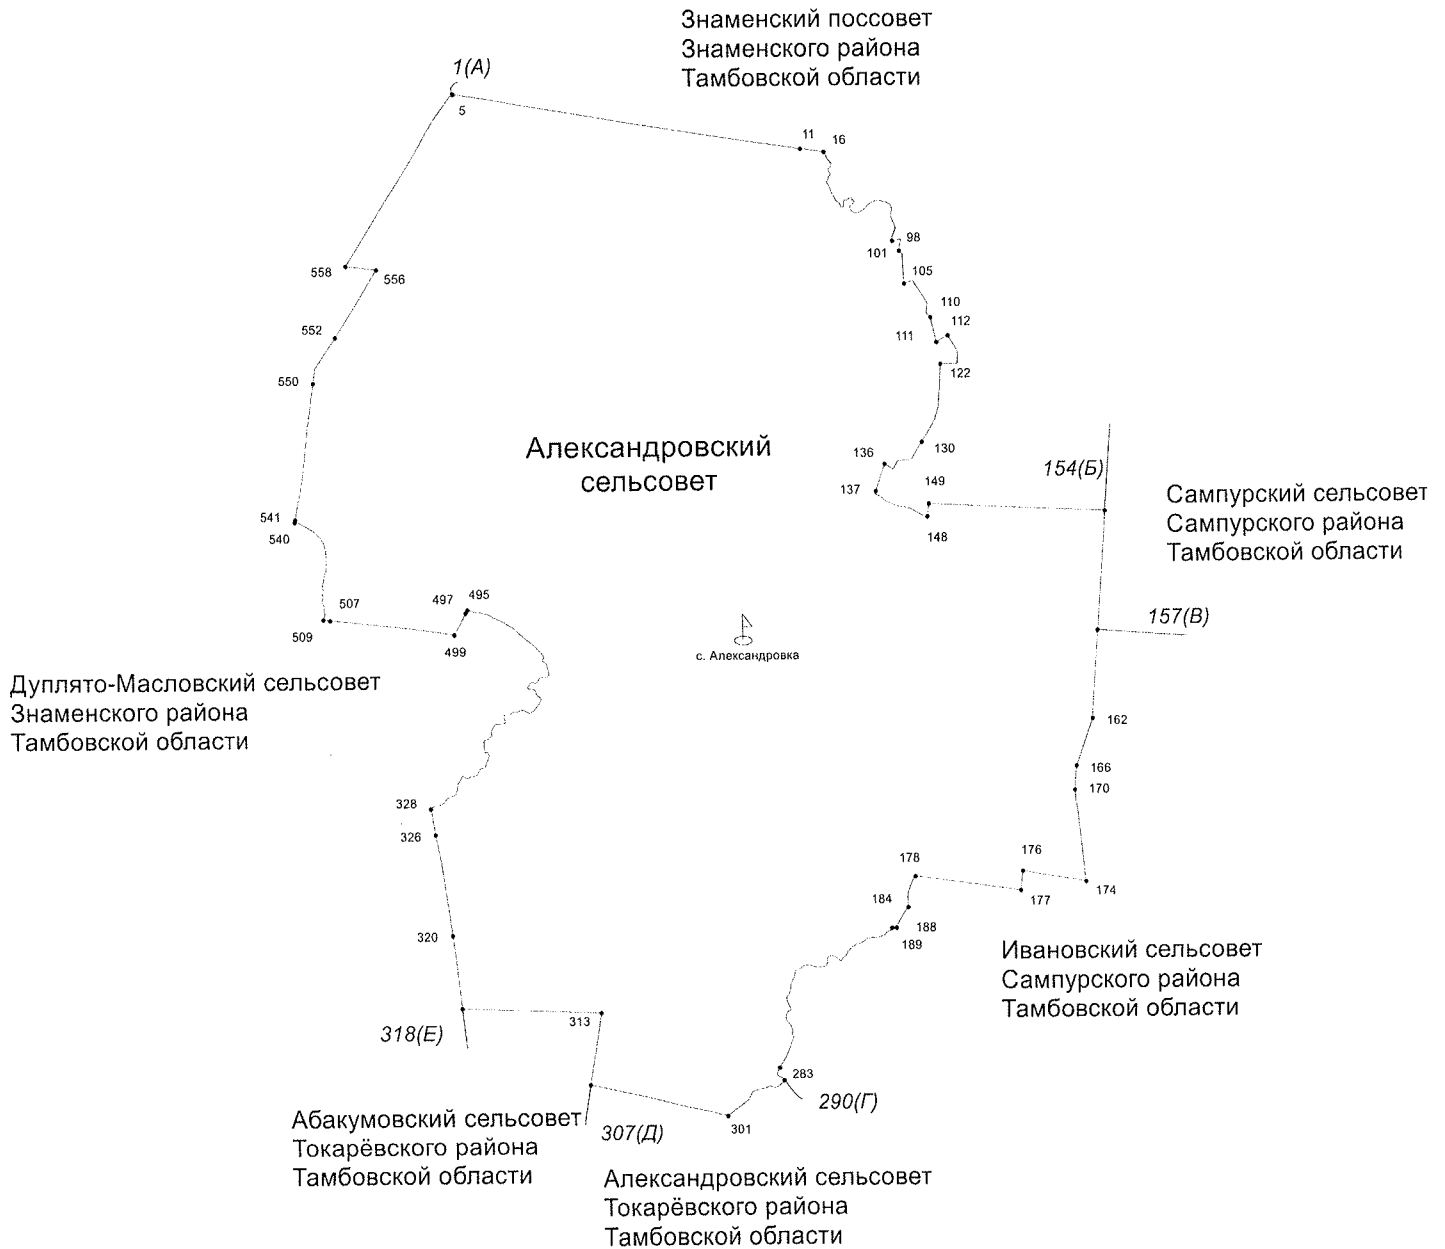 Знаменский поссовет
Знаменского района
Тамбовской области
1(А)
5
11
16
98
101
105
110
112
111
122
558
556
552
550
Александровский
сельсовет
130
136
137
149
148
154(Б)
Сампурский сельсовет
Сампурского района
Тамбовской области
541
540
507
509
497
495
499
157(В)
с. Александровка
Дуплято-Масловский сельсовет
Знаменского района
Тамбовской области
162
166
170
328
326
176
174
177
178
184
188
189
320
Ивановский сельсовет
Сампурского района
Тамбовской области
318(Е)
313
283
290(Г)
301
307(Д)
Абакумовский сельсовет
Токарёвского района
Тамбовской области
Александровский сельсовет
Токарёвского района
Тамбовской области